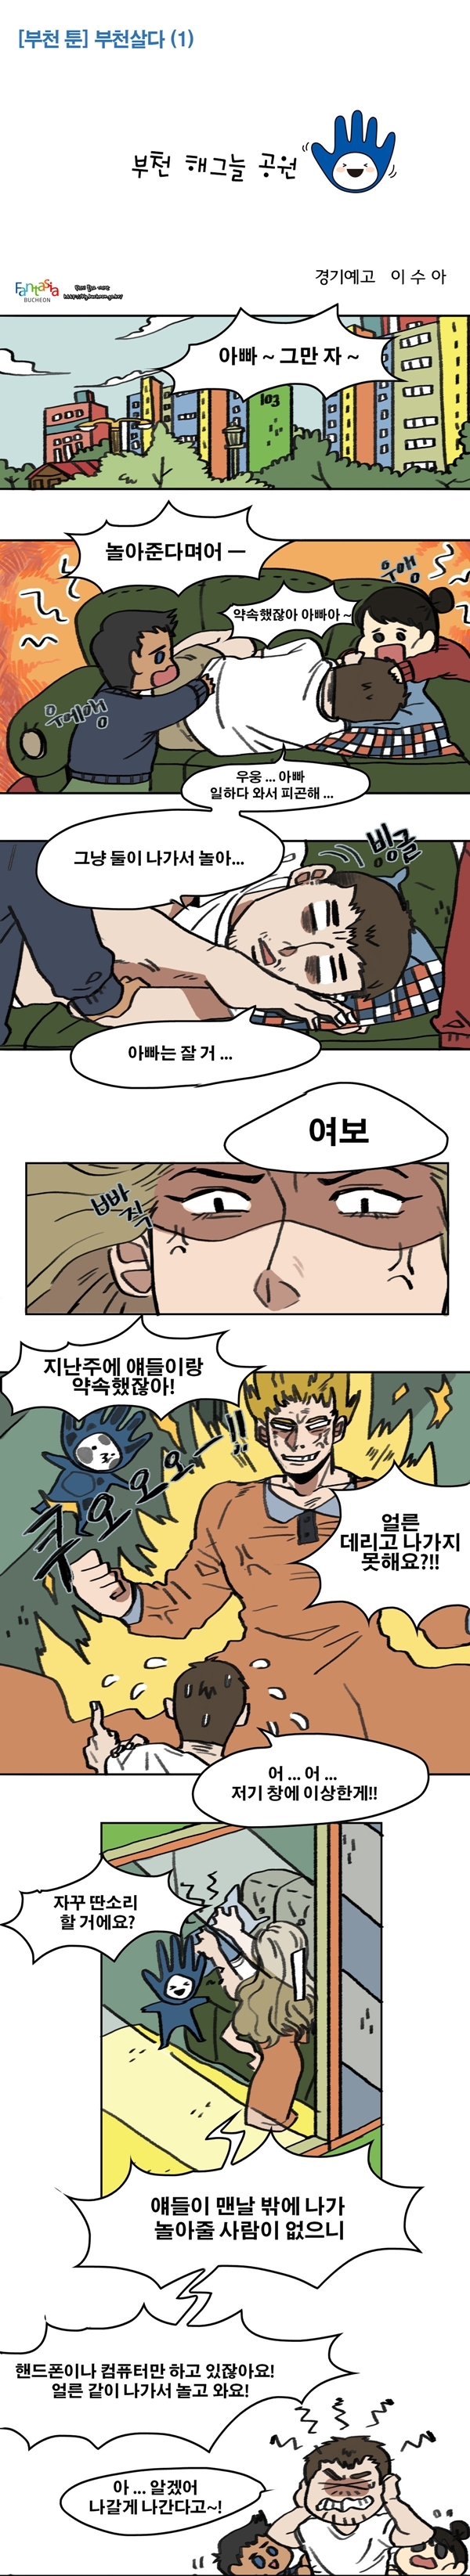 [부천 툰] 부천살다 (1)
부천 해그늘 공원
경기예고 이 수 아
Fantasia
BUCHEON
아빠 ~ 그만 자 ~
103
놀아준다며어 ㅡ
우앵
약속했잖아 아빠아 ~
우에앵
우웅 ... 아빠
일하다 와서 피곤해 ...
그냥 둘이 나가서 놀아...
빙글
아빠는 잘 거 ...
여보
빠직
지난주에 얘들이랑
약속했잖아!
쿠오오오ㅡ!!
얼른
데리고 나가지
못해요?!!
어 ... 어 ...
저기 창에 이상한게!!
자꾸 딴소리
할 거에요?
얘들이 맨날 밖에 나가
놀아줄 사람이 없으니
핸드폰이나 컴퓨터만 하고 있잖아요!
얼른 같이 나가서 놀고 와요!
아 ... 알겠어
나갈게 나간다고~!